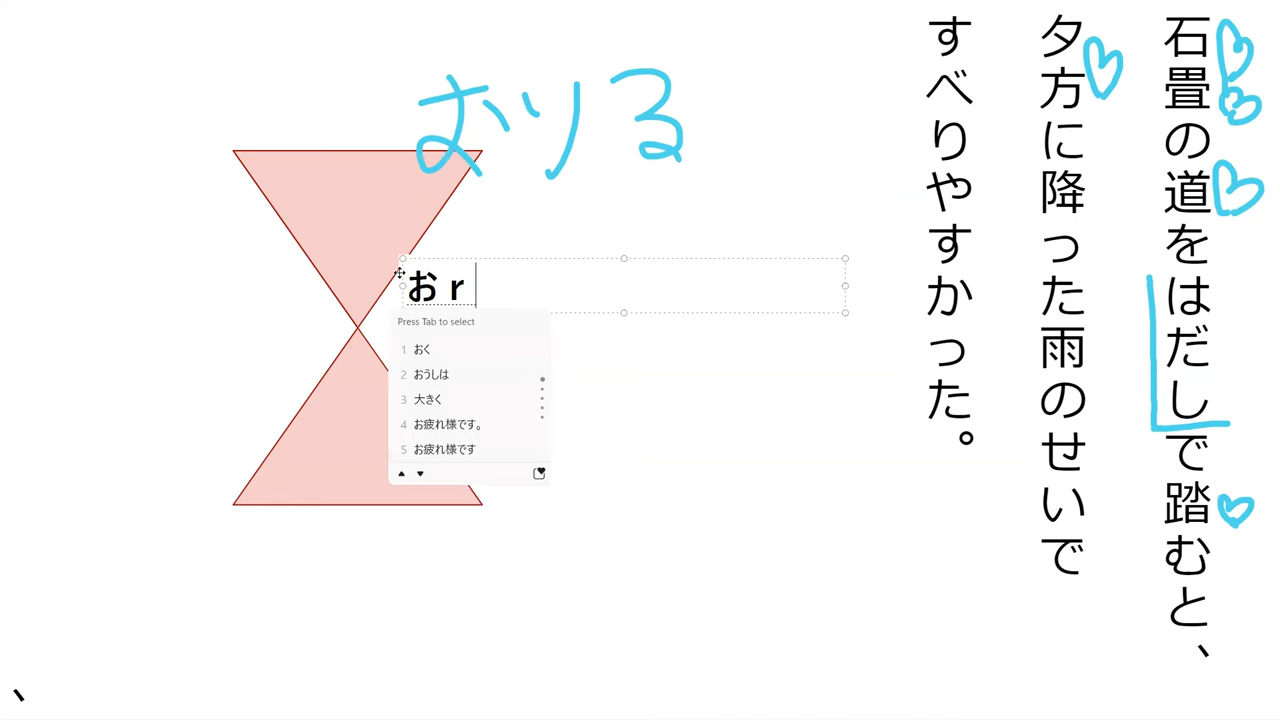 石畳の道をはだしで踏むと、
夕方に降った雨のせいで
すべりやすかった。
おりる
おr
Press Tab to select
1 おく
2 おうしは
3 大きく
4 お疲れ様です。
5 お疲れ様です
、